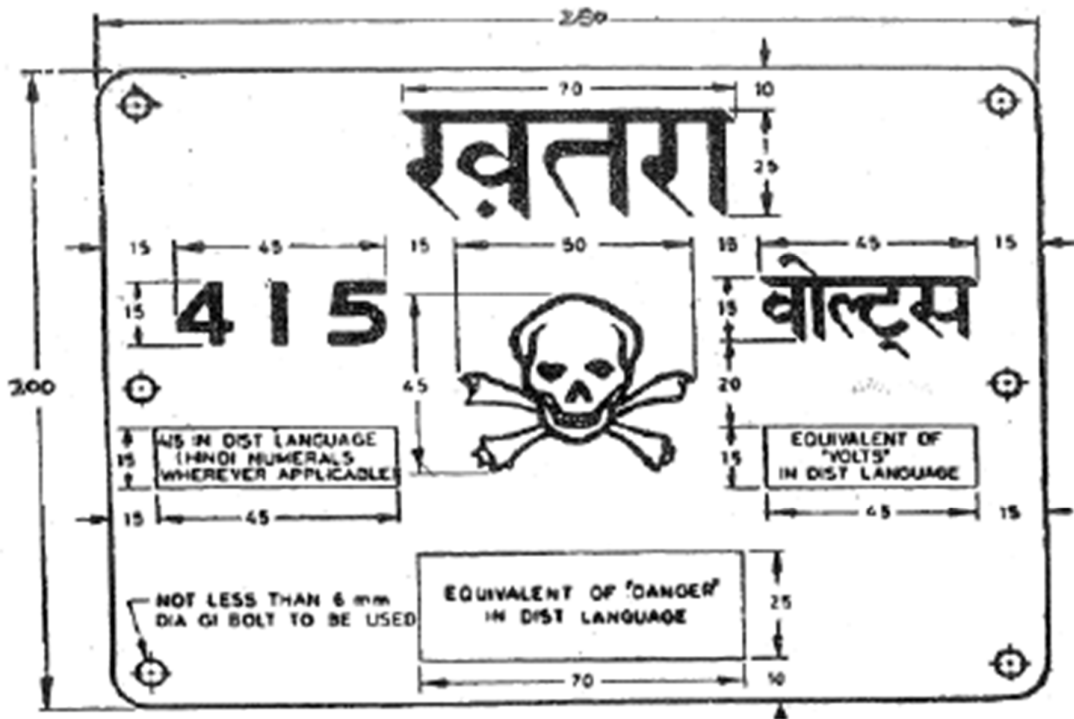 70 10
ख़तरा
25
15 45 15 50 15 45 15
415
15
वोल्ट्स
15
200
45
20
15
415 IN DIST LANGUAGE
(HINDI NUMERALS
WHEREVER APPLICABLE)
15
EQUIVALENT OF
"VOLTS"
IN DIST LANGUAGE
15 45
45 15
NOT LESS THAN 6 mm
DIA GI BOLT TO BE USED
EQUIVALENT OF "DANGER"
IN DIST LANGUAGE
25
70 10